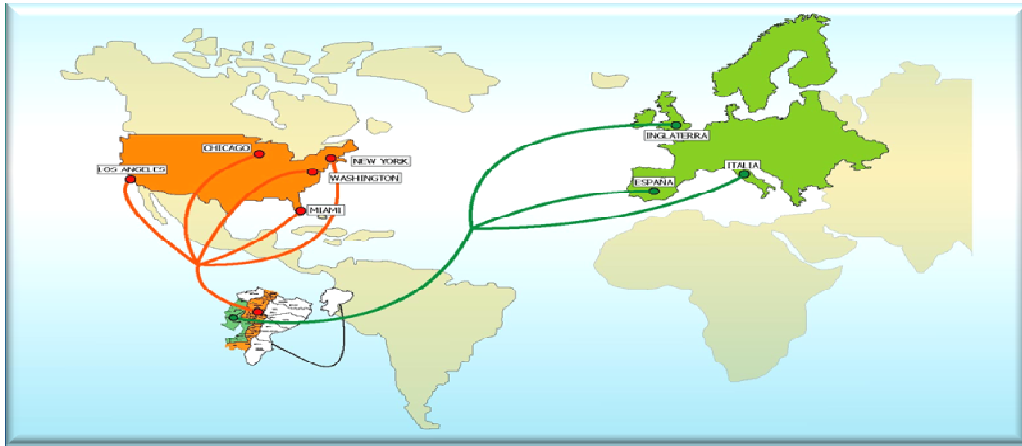 CHICAGO
NEW YORK
LOS ANGELES
WASHINGTON
MIAMI
INGLATERRA
ITALIA
ESPAÑA